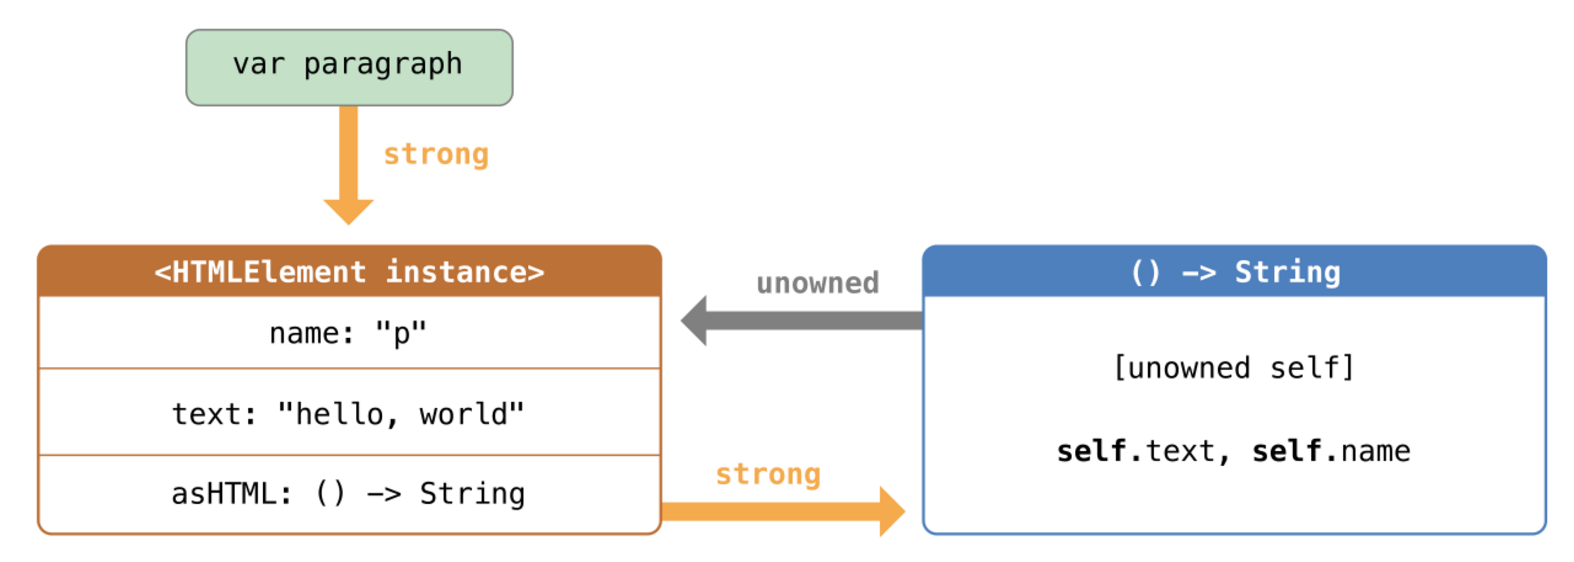 var paragraph
strong
<HTMLElement instance>
name: "p"
text: "hello, world"
asHTML: () -> String
unowned
strong
() -> String
[unowned self]
self.text, self.name